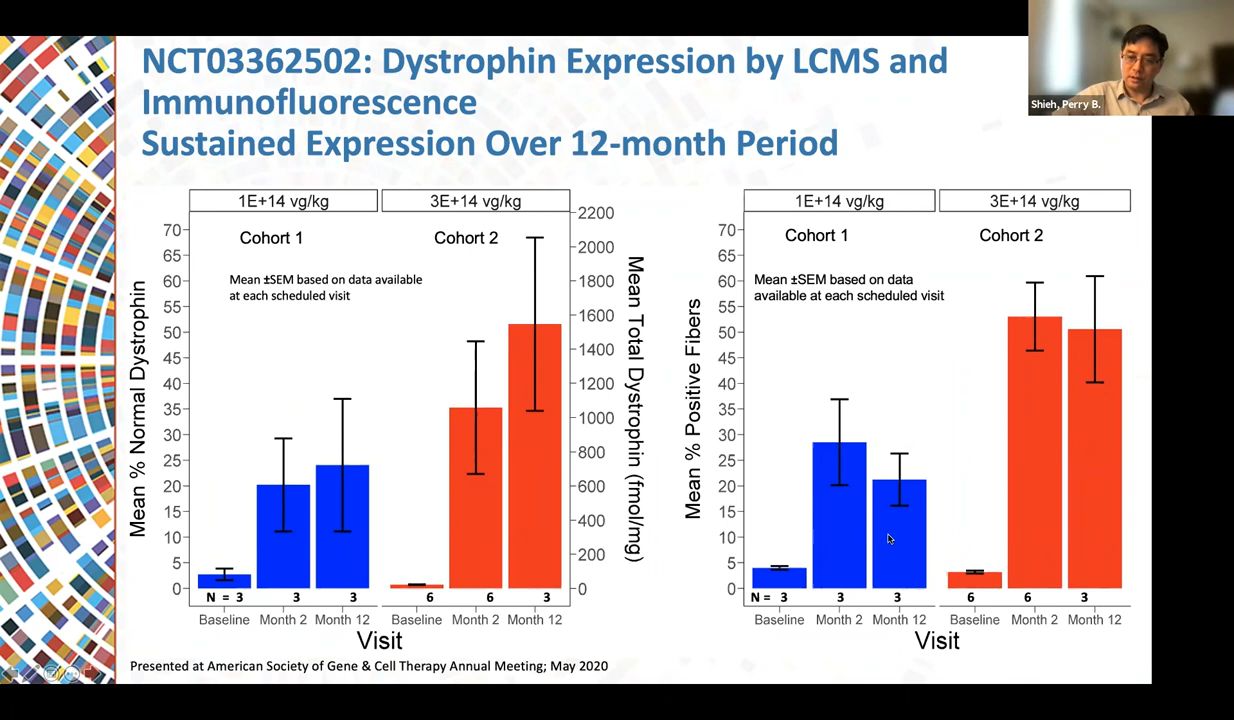 NCT03362502: Dystrophin Expression by LCMS and
Immunofluorescence
Sustained Expression Over 12-month Period
Shieh, Perry B.
1E+14 vg/kg
3E+14 vg/kg
Cohort 1
Cohort 2
Mean ±SEM based on data available
at each scheduled visit
Mean % Normal Dystrophin
70
65
60
55
50
45
40
35
30
25
20
15
10
5
0
2200
2000
1800
1600
1400
1200
1000
800
600
400
200
0
Mean Total Dystrophin (fmol/mg)
N = 3
3
3
6
6
3
Baseline
Month 2
Month 12
Baseline
Month 2
Month 12
Visit
1E+14 vg/kg
3E+14 vg/kg
Cohort 1
Cohort 2
Mean ±SEM based on data
available at each scheduled visit
Mean % Positive Fibers
70
65
60
55
50
45
40
35
30
25
20
15
10
5
0
N = 3
3
3
6
6
3
Baseline
Month 2
Month 12
Baseline
Month 2
Month 12
Visit
Presented at American Society of Gene & Cell Therapy Annual Meeting; May 2020